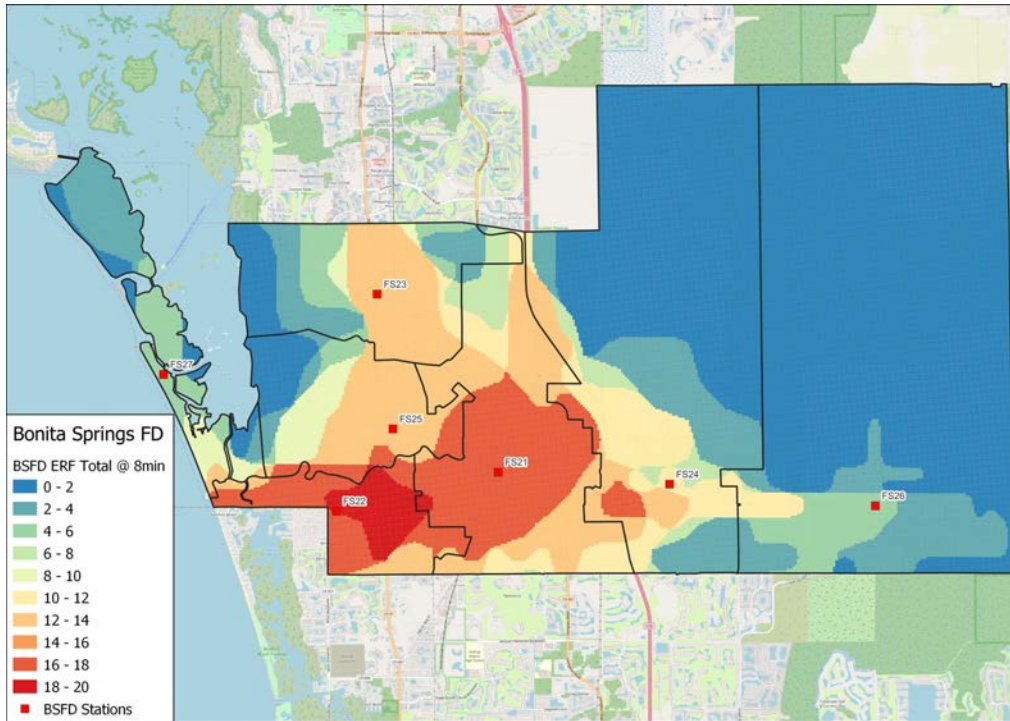 FS23
FS27
FS25
FS21
FS24
FS22
FS26
Bonita Springs FD
BSFD ERF Total @ 8min
0 - 2
2 - 4
4 - 6
6 - 8
8 - 10
10 - 12
12 - 14
14 - 16
16 - 18
18 - 20
BSFD Stations